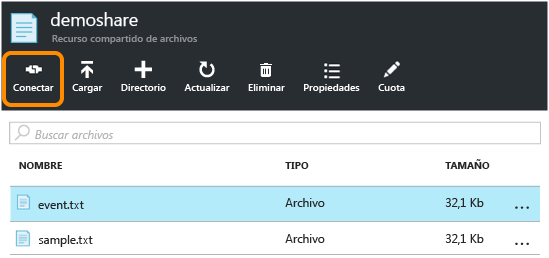 demoshare
Recurso compartido de archivos
Conectar Cargar Directorio Actualizar Eliminar Propiedades Cuota
Buscar archivos
NOMBRE TIPO TAMAÑO
event.txt Archivo 32,1 Kb ...
sample.txt Archivo 32,1 Kb ...